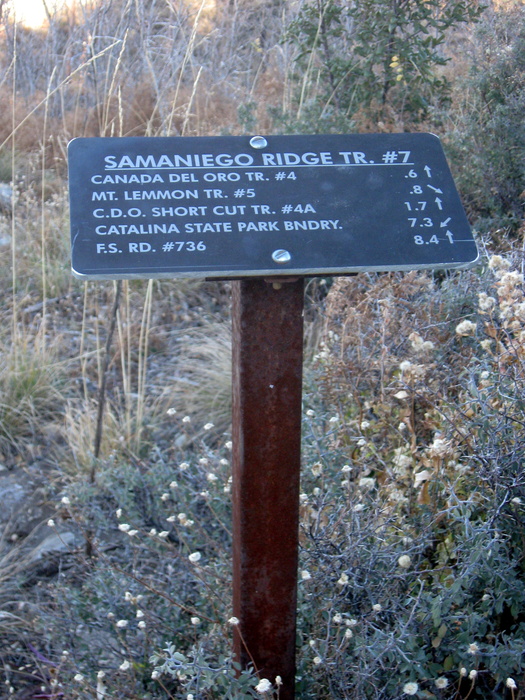 SAMANIEGO RIDGE TR. #7
CANADA DEL ORO TR. #4 .6 ↑
MT. LEMMON TR. #5 .8 ↘
C.D.O. SHORT CUT TR. #4A 1.7 ↑
CATALINA STATE PARK BNDRY. 7.3 ↙
F.S. RD. #736 8.4 ↑